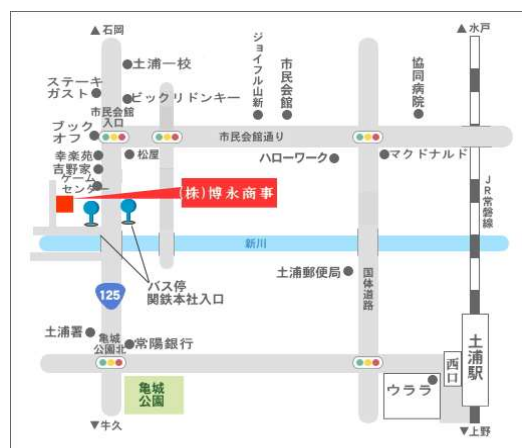 ▲石岡
▲水戸
土浦一校
ジョイフル山新
市民会館
協同病院
ステーキ
ガスト
ビックリドンキー
市民会館
入口
ブック
オフ
市民会館通り
幸楽苑
松屋
ハローワーク
マクドナルド
吉野家
ゲーム
センター
(株)博永商事
JR常磐線
新川
バス停
関鉄本社入口
土浦郵便局
国体道路
125
土浦署
亀城
公園北
常陽銀行
土浦駅
西口
亀城
公園
ウララ
▼牛久
▼上野